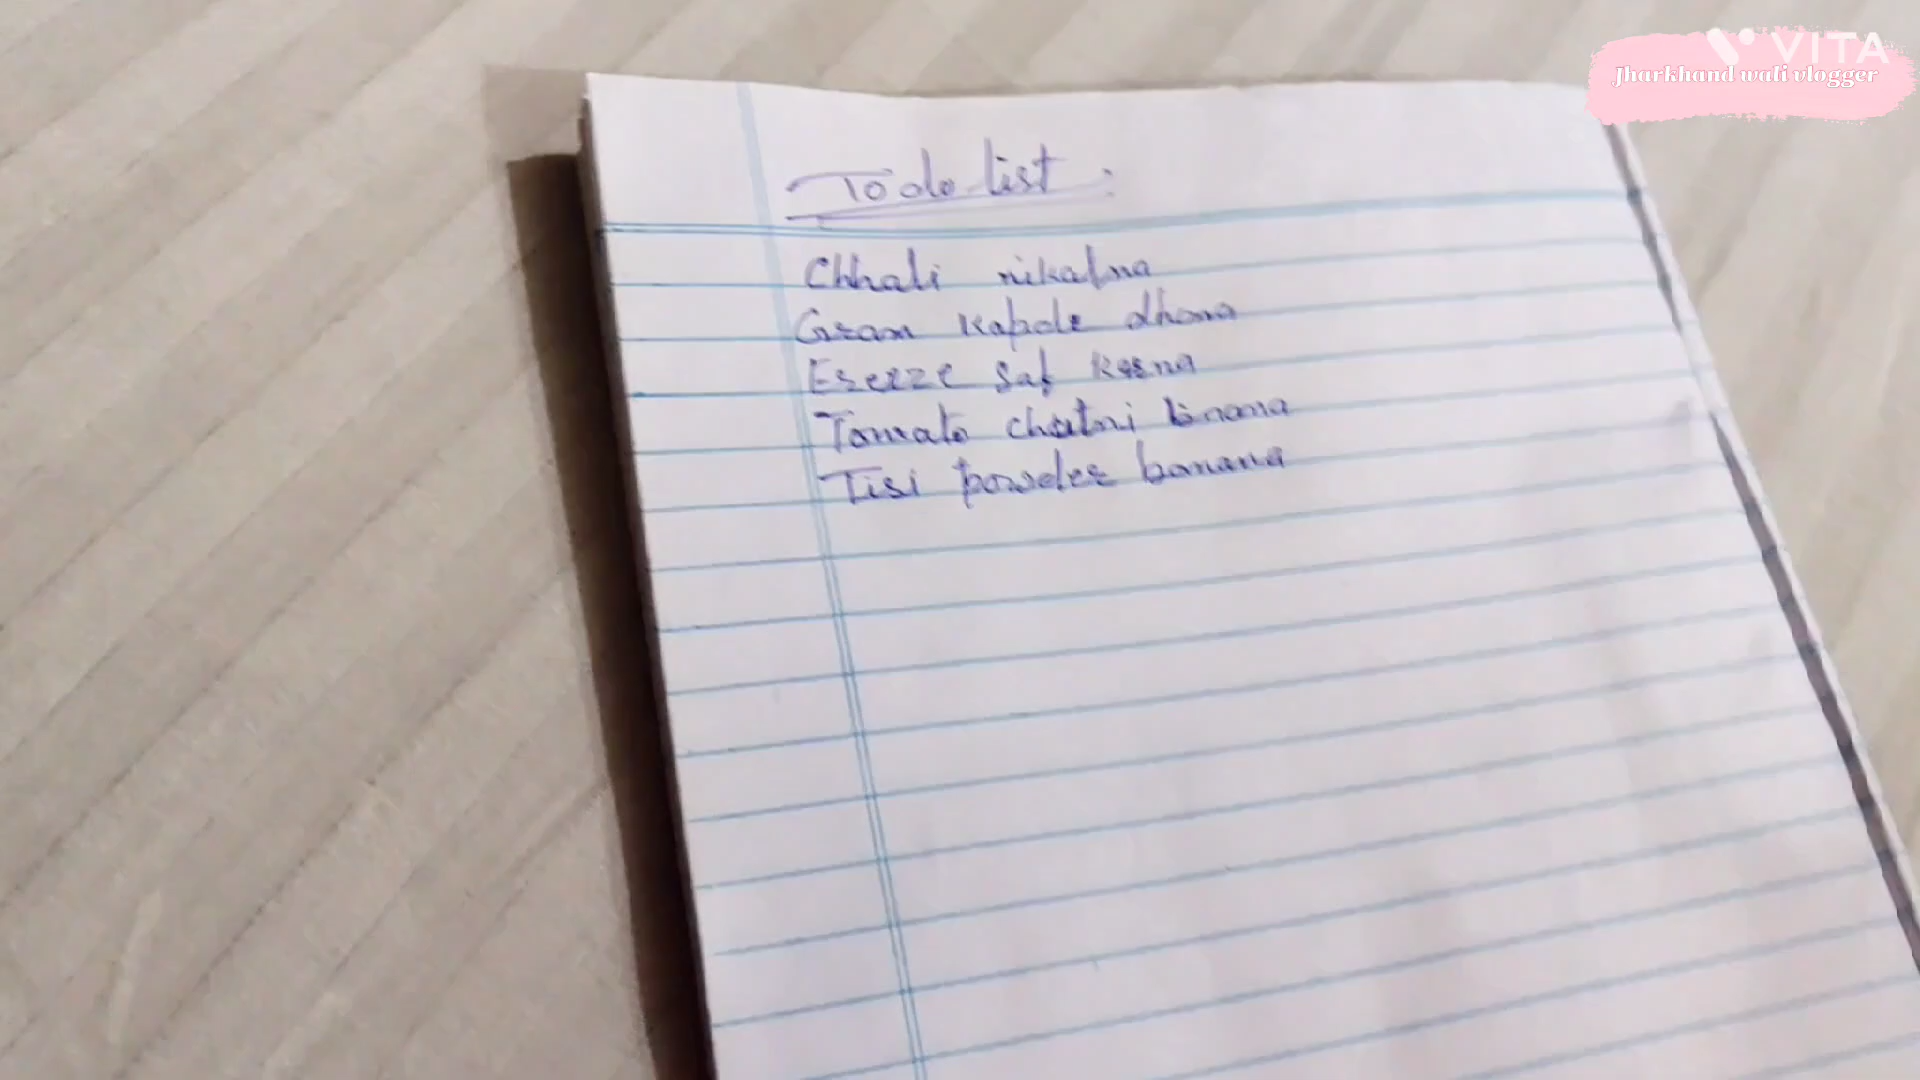 VITA
Jharkhand wali vlogger
To do list :
Chhali nikalna
Garam kapde dhona
Freeze saf karna
Tomato chatni bnana
Tisi powder banana